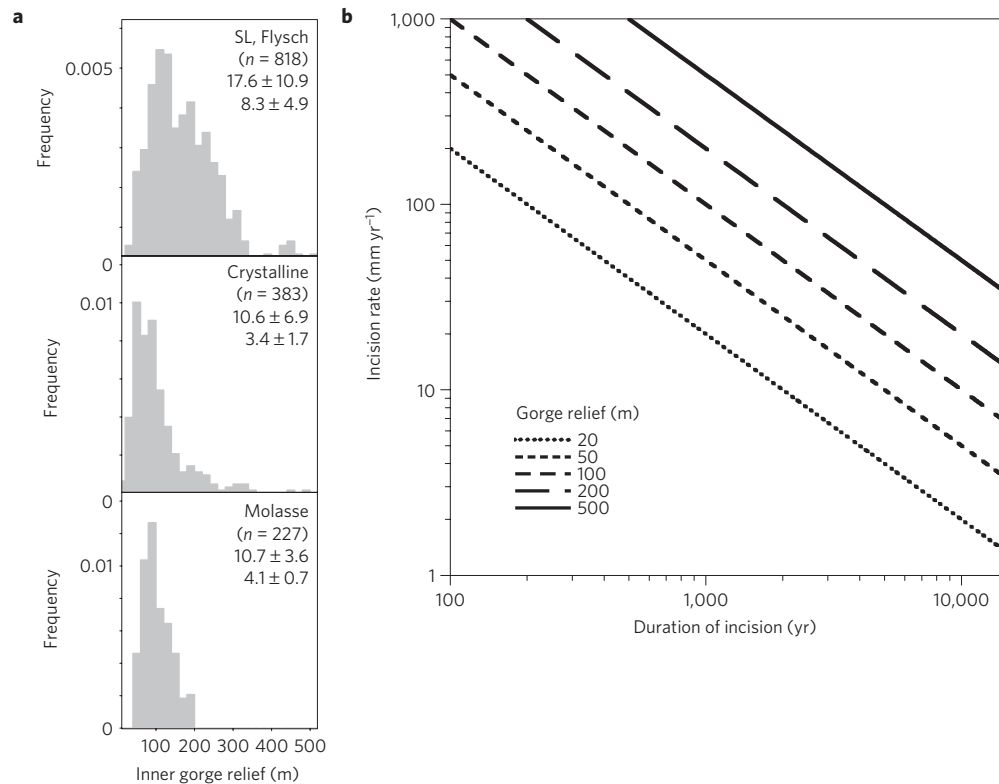 a
SL, Flysch
(n = 818)
17.6 ± 10.9
8.3 ± 4.9
0.005
Frequency
0
Crystalline
(n = 383)
10.6 ± 6.9
3.4 ± 1.7
0.01
Frequency
0
Molasse
(n = 227)
10.7 ± 3.6
4.1 ± 0.7
0.01
Frequency
0
100 200 300 400 500
Inner gorge relief (m)
b
1,000
100
10
1
Incision rate (mm yr⁻¹)
Gorge relief (m)
20
50
100
200
500
100 1,000 10,000
Duration of incision (yr)